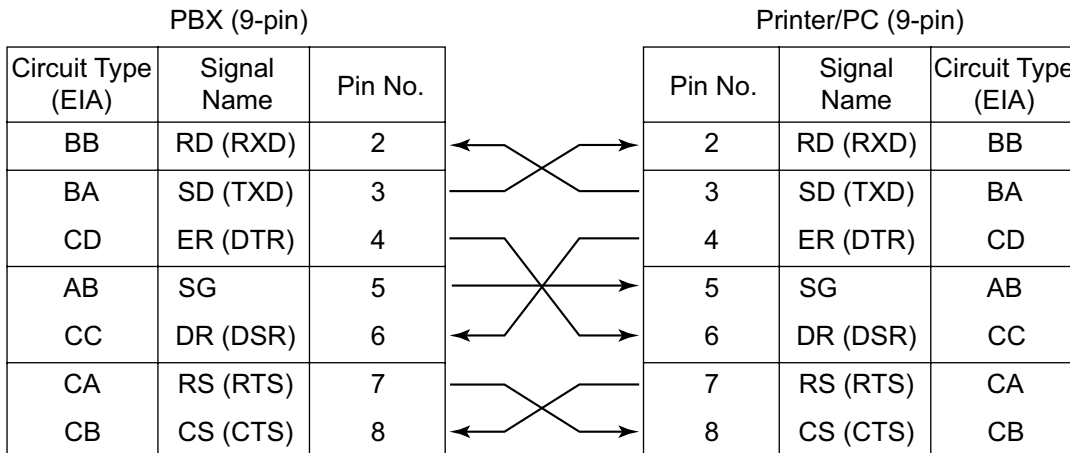 PBX (9-pin)
Printer/PC (9-pin)
Circuit Type (EIA) Signal Name Pin No. Pin No. Signal Name Circuit Type (EIA)
BB RD (RXD) 2 2 RD (RXD) BB
BA SD (TXD) 3 3 SD (TXD) BA
CD ER (DTR) 4 4 ER (DTR) CD
AB SG 5 5 SG AB
CC DR (DSR) 6 6 DR (DSR) CC
CA RS (RTS) 7 7 RS (RTS) CA
CB CS (CTS) 8 8 CS (CTS) CB